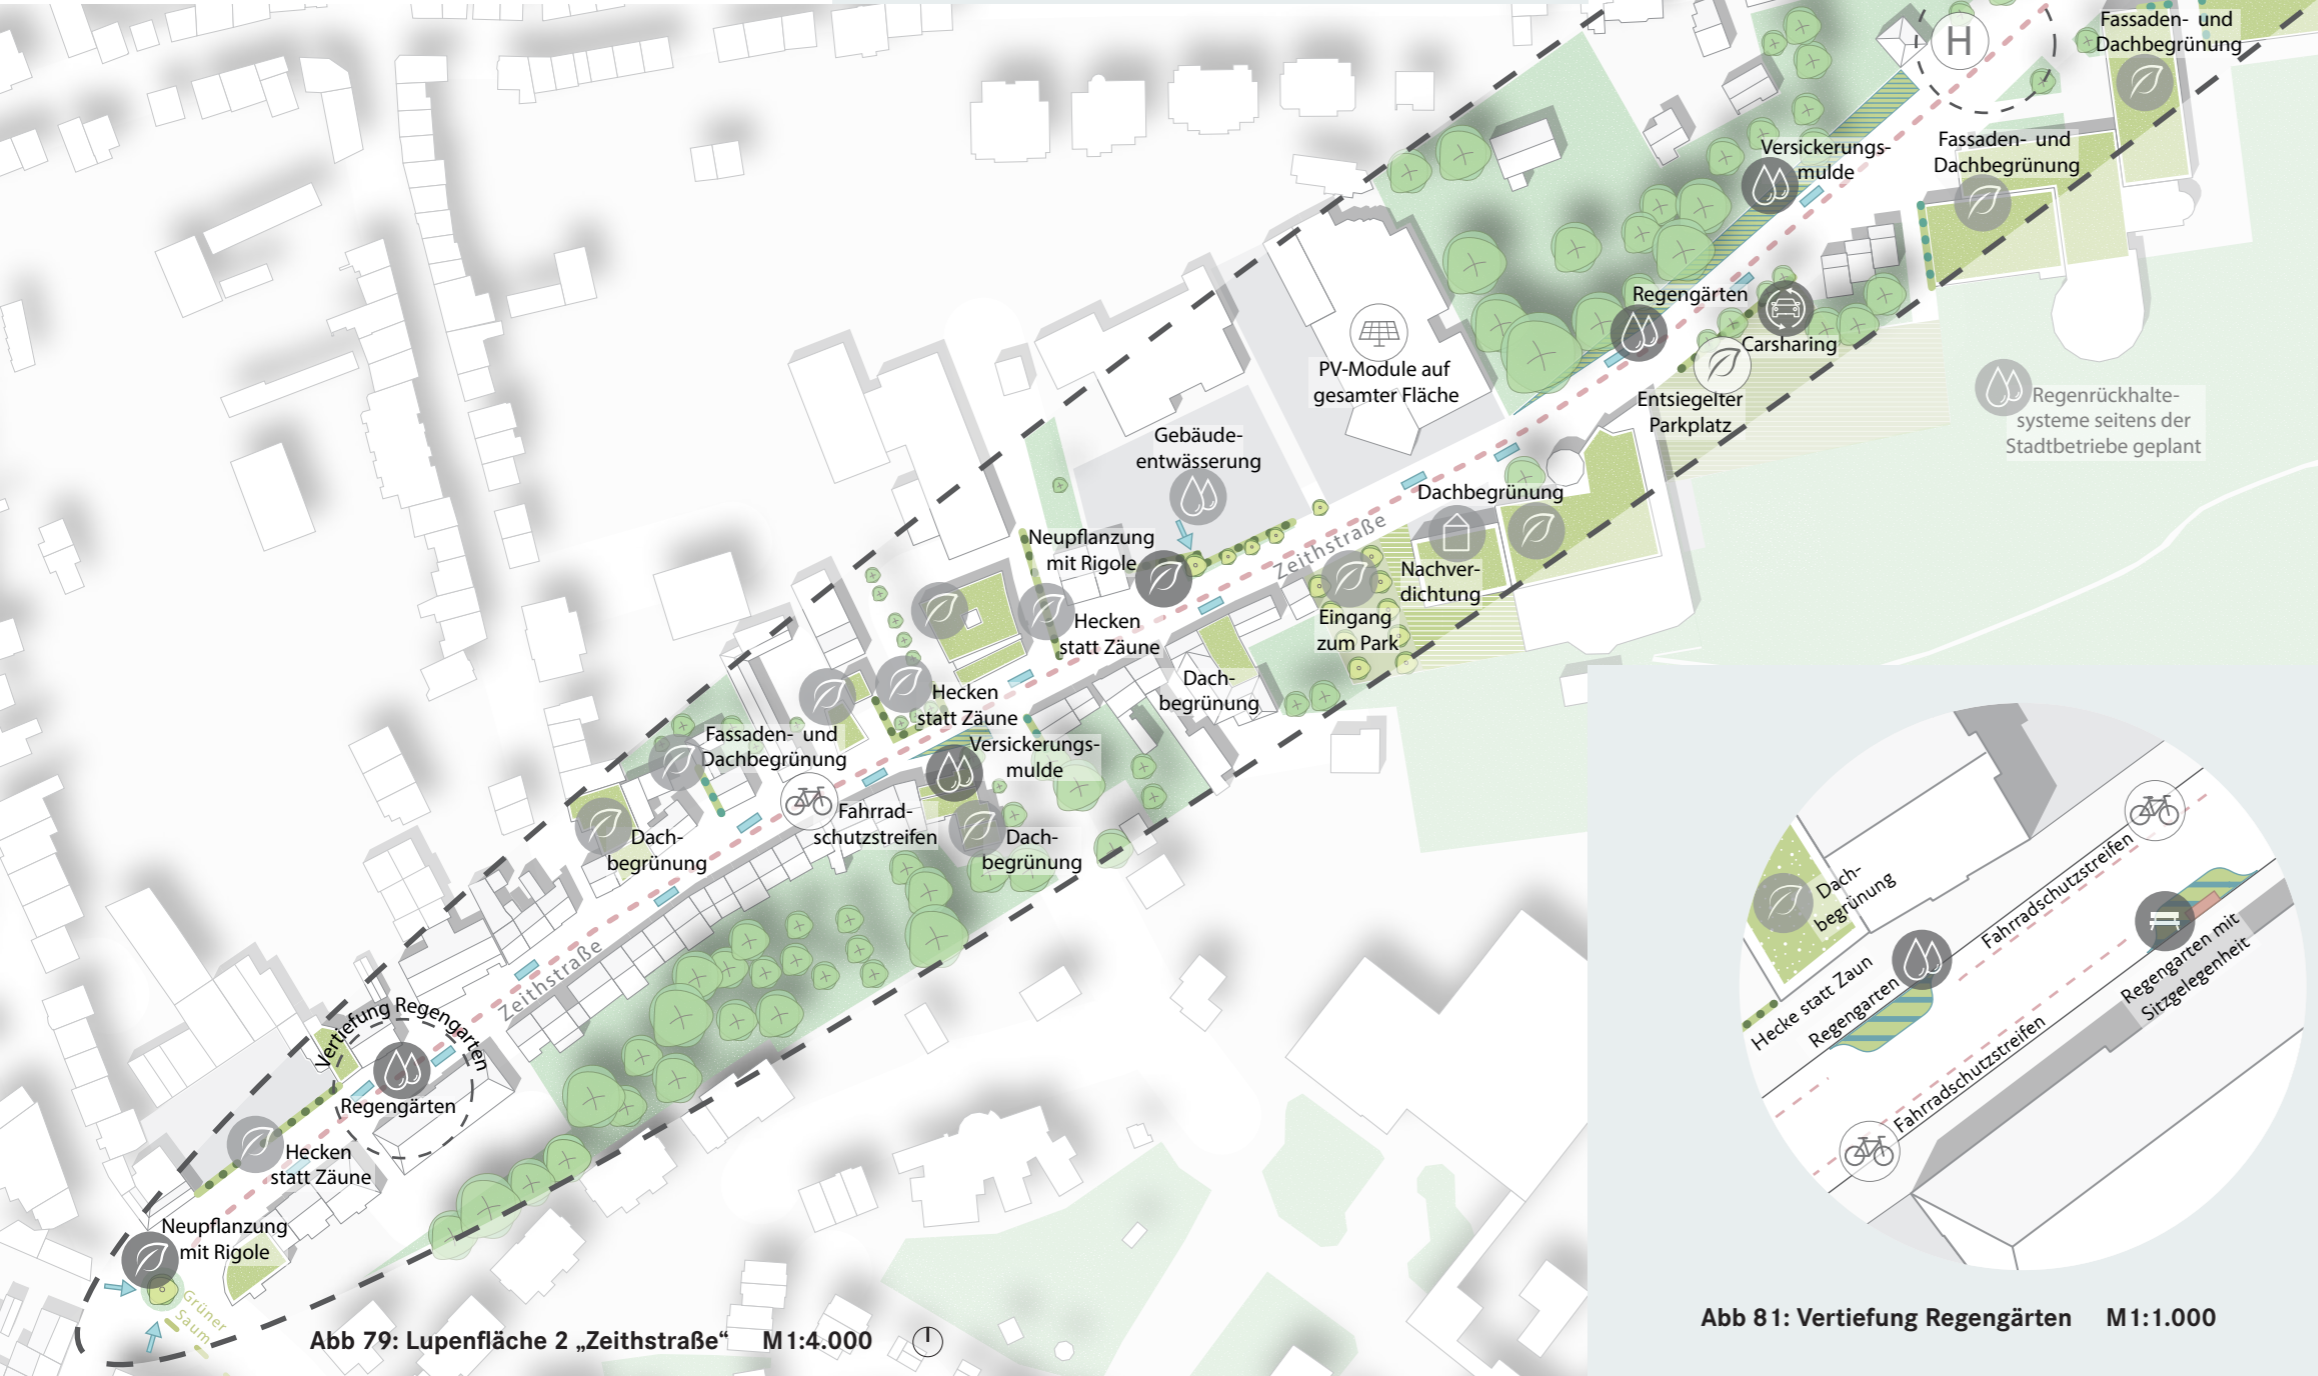 Fassaden- und
Dachbegrünung
H
Fassaden- und
Dachbegrünung
Versickerungs-
mulde
Regengärten
Carsharing
PV-Module auf
gesamter Fläche
Entsiegelter
Parkplatz
Regenrückhalte-
systeme seitens der
Stadtbetriebe geplant
Gebäude-
entwässerung
Dachbegrünung
Zeithstraße
Neupflanzung
mit Rigole
Nachver-
dichtung
Eingang
zum Park
Hecken
statt Zäune
Dach-
begrünung
Hecken
statt Zäune
Fassaden- und
Dachbegrünung
Versickerungs-
mulde
Fahrrad-
schutzstreifen
Dach-
begrünung
Dach-
begrünung
Zeithstraße
Vertiefung Regengarten
Regengärten
Hecken
statt Zäune
Neupflanzung
mit Rigole
Grüner
Saum
Abb 79: Lupenfläche 2 „Zeithstraße“ M 1:4.000
Dach-
begrünung
Fahrradschutzstreifen
Hecke statt Zaun
Regengarten
Regengarten mit
Sitzgelegenheit
Fahrradschutzstreifen
Abb 81: Vertiefung Regengärten M 1:1.000